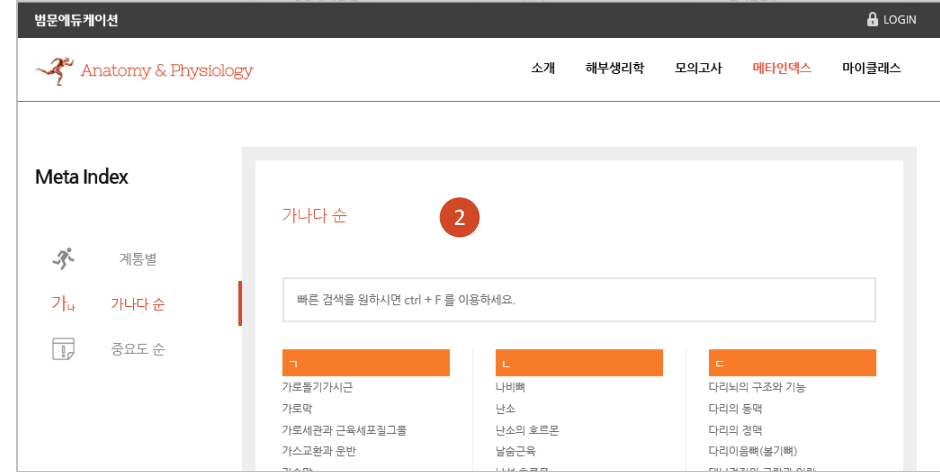 범문에듀케이션
LOGIN
Anatomy & Physiology
소개 해부생리학 모의고사 메타인덱스 마이클래스
Meta Index
가나다 순
2
계통별
가나 가나다 순
중요도 순
빠른 검색을 원하시면 ctrl + F 를 이용하세요.
ㄱ
가로돌기가시근
가로막
가로세관과 근육세포질그물
가스교환과 운반
ㄴ
나비뼈
난소
난소의 호르몬
날숨근육
ㄷ
다리뇌의 구조와 기능
다리의 동맥
다리의 정맥
다리이음뼈(볼기뼈)